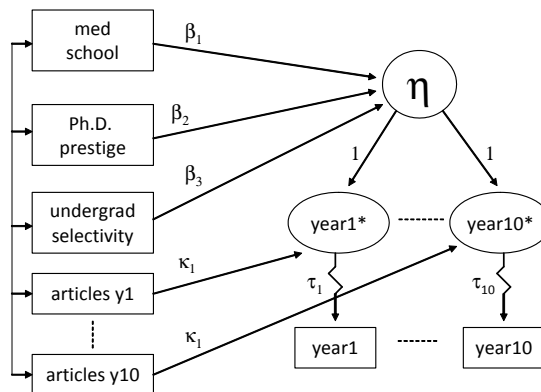 med
school
β1
η
Ph.D.
prestige
β2
β3
1
1
undergrad
selectivity
year1*
year10*
κ1
articles y1
τ1
τ10
κ1
articles y10
year1
year10